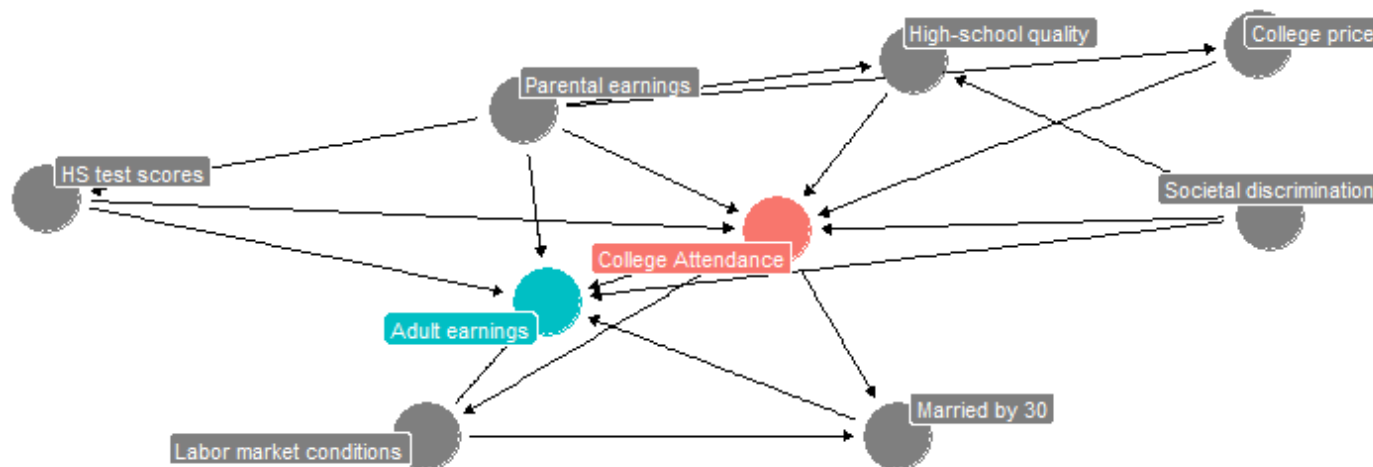 High-school quality
College price
Parental earnings
HS test scores
Societal discrimination
College Attendance
Adult earnings
Married by 30
Labor market conditions